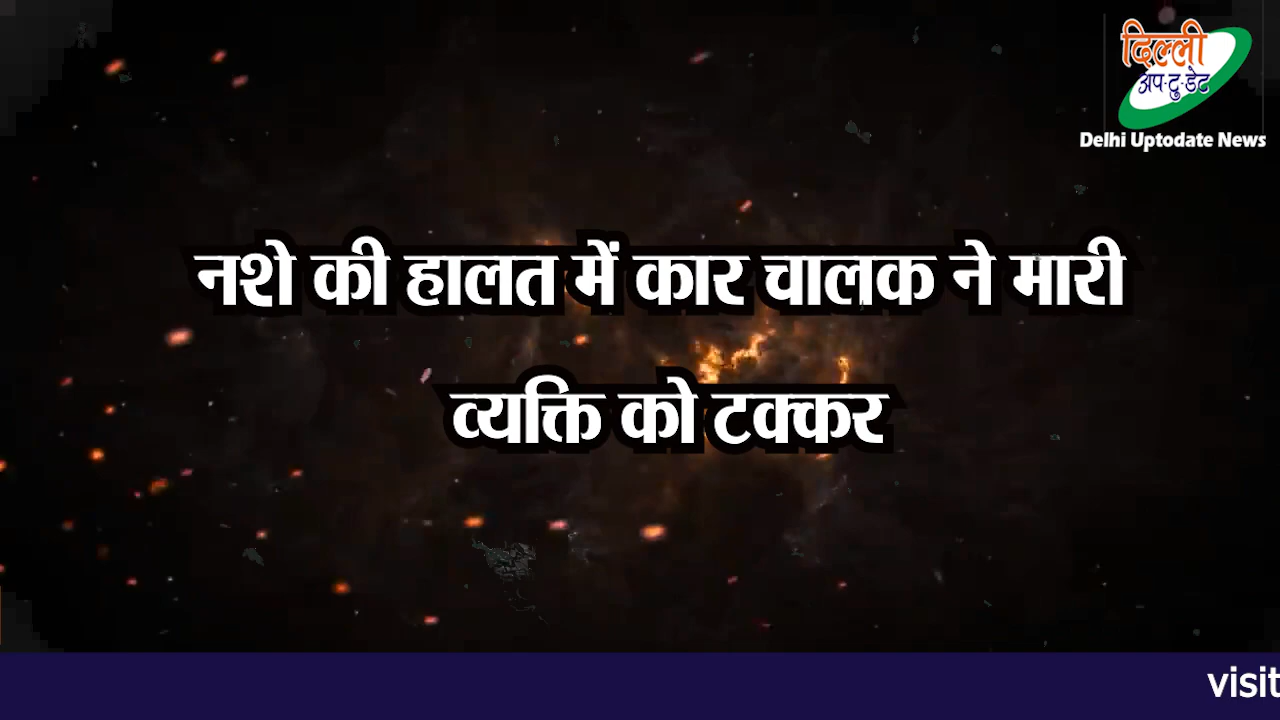 दिल्ली
अप-टु-डेट
Delhi Uptodate News
नशे की हालत में कार चालक ने मारी
व्यक्ति को टक्कर
visit